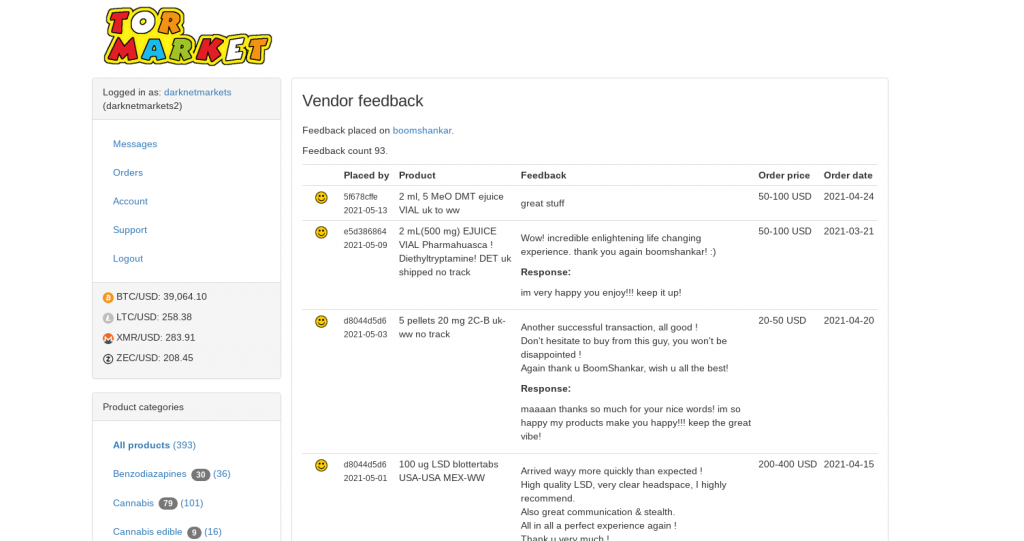 TOR
MARKET
Logged in as: darknetmarkets
(darknetmarkets2)
Messages
Orders
Account
Support
Logout
BTC/USD: 39,064.10
LTC/USD: 258.38
XMR/USD: 283.91
ZEC/USD: 208.45
Product categories
All products (393)
Benzodiazapines 30 (36)
Cannabis 79 (101)
Cannabis edible 9 (16)
Vendor feedback
Feedback placed on boomshankar.
Feedback count 93.
Placed by Product Feedback Order price Order date
5f678cffe
2021-05-13
2 ml, 5 MeO DMT ejuice
VIAL uk to ww
great stuff
50-100 USD
2021-04-24
e5d386864
2021-05-09
2 mL(500 mg) EJUICE
VIAL Pharmahuasca !
Diethyltryptamine! DET uk
shipped no track
Wow! incredible enlightening life changing
experience. thank you again boomshankar! :)
Response:
im very happy you enjoy!!! keep it up!
50-100 USD
2021-03-21
d8044d5d6
2021-05-03
5 pellets 20 mg 2C-B uk-
ww no track
Another successful transaction, all good !
Don't hesitate to buy from this guy, you won't be
disappointed !
Again thank u BoomShankar, wish u all the best!
Response:
maaaan thanks so much for your nice words! im so
happy my products make you happy!!! keep the great
vibe!
20-50 USD
2021-04-20
d8044d5d6
2021-05-01
100 ug LSD blottertabs
USA-USA MEX-WW
Arrived wayy more quickly than expected !
High quality LSD, very clear headspace, I highly
recommend.
Also great communication & stealth.
All in all a perfect experience again !
Thank u very much !
200-400 USD
2021-04-15